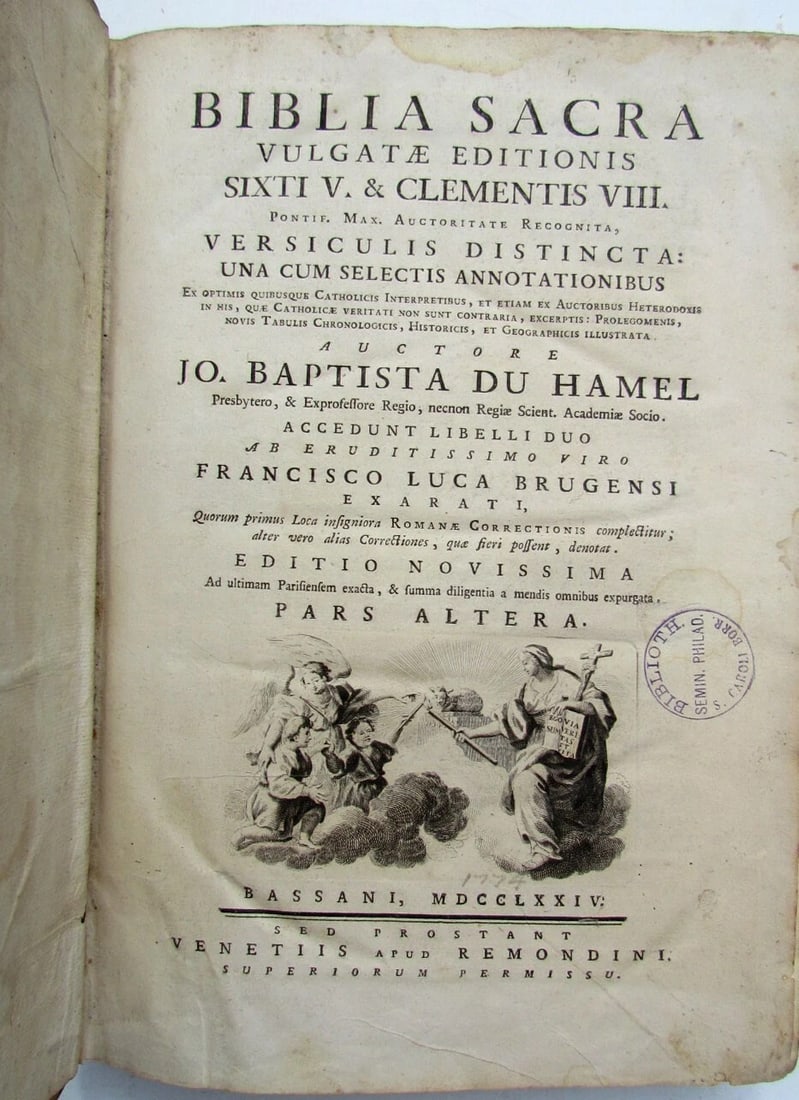 BIBLIA SACRA
VULGATÆ EDITIONIS
SIXTI V. & CLEMENTIS VIII.
PONTIF. MAX. AUCTORITATE RECOGNITA,
VERSICULIS DISTINCTA:
UNA CUM SELECTIS ANNOTATIONIBUS
EX OPTIMIS QUIBUSQUE CATHOLICIS INTERPRETIBUS, ET ETIAM EX AUCTORIBUS HETERODOXIS
IN HIS, QUÆ CATHOLICÆ VERITATI NON SUNT CONTRARIA, EXCERPTIS: PROLEGOMENIS,
NOVIS TABULIS CHRONOLOGICIS, HISTORICIS, ET GEOGRAPHICIS ILLUSTRATA.
AUCTORE
JO. BAPTISTA DU HAMEL
Presbytero, & Exprofeſſore Regio, necnon Regiæ Scient. Academiæ Socio.
ACCEDUNT LIBELLI DUO
AB ERUDITISSIMO VIRO
FRANCISCO LUCA BRUGENSI
EXARATI,
Quorum primus Loca inſigniora ROMANÆ CORRECTIONIS complectitur;
alter vero alias Correctiones, quæ fieri poſſent, denotat.
EDITIO NOVISSIMA
Ad ultimam Pariſienſem exacta, & ſumma diligentia a mendis omnibus expurgata.
PARS ALTERA.
BIBLIOTH.
SEMIN. PHILAD.
S. CAROLI BORR.
1774
BASSANI, MDCCLXXIV.
SED PROSTANT
VENETIIS APUD REMONDINI.
SUPERIORUM PERMISSU.